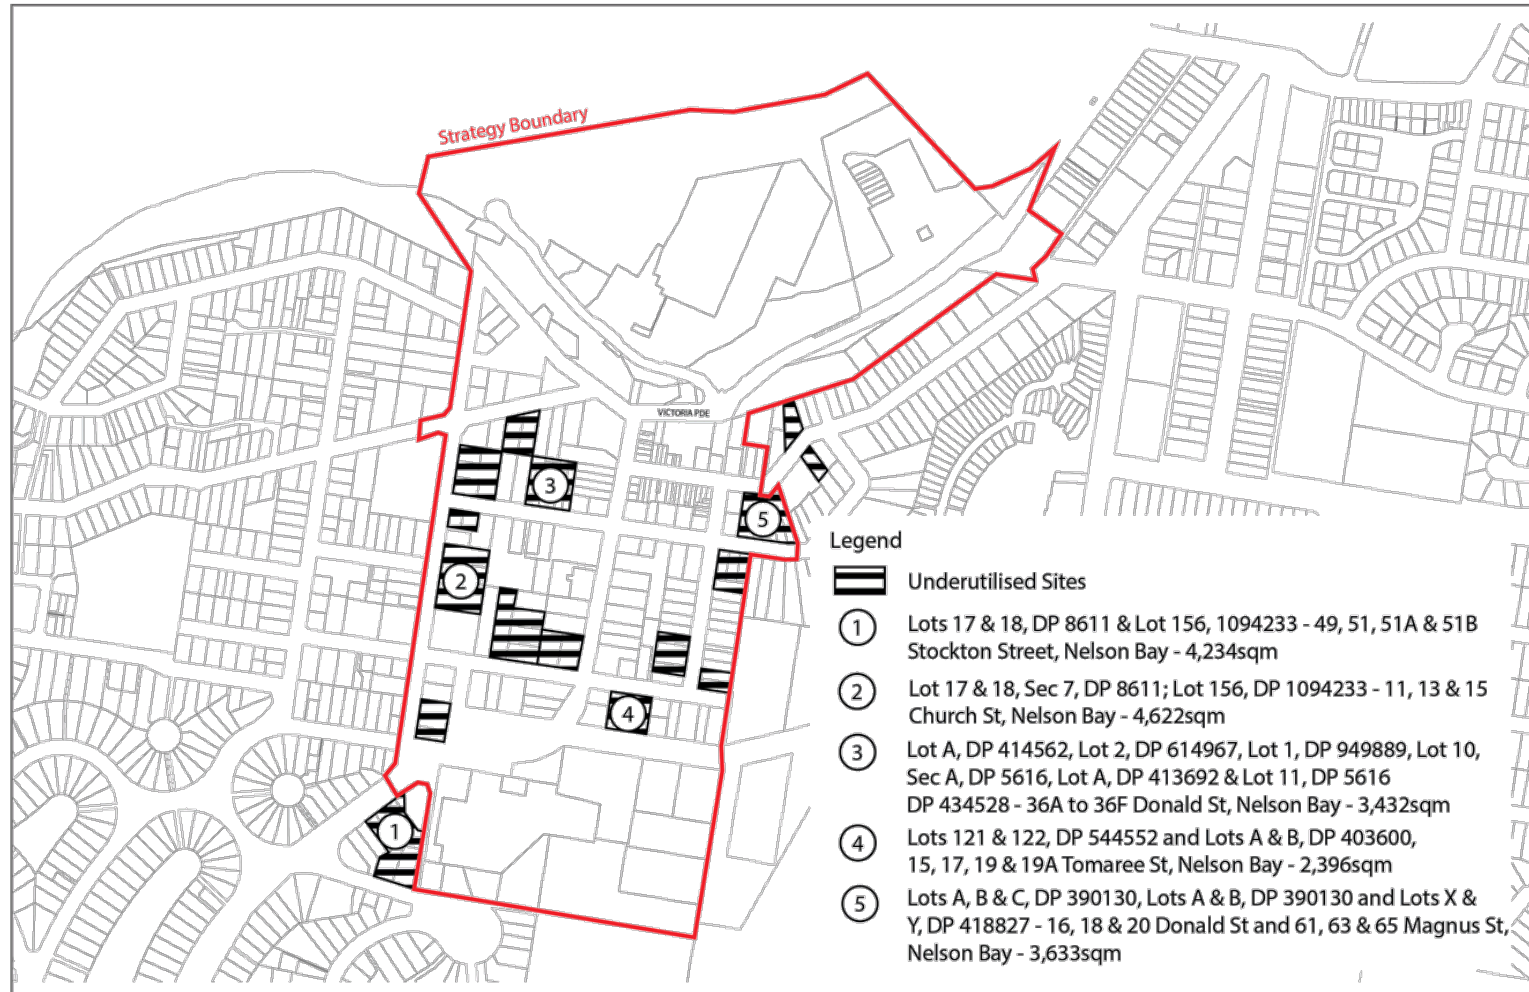 Strategy Boundary
VICTORIA PDE
3
5
2
4
1
Legend
Underutilised Sites
1
Lots 17 & 18, DP 8611 & Lot 156, 1094233 - 49, 51, 51A & 51B
Stockton Street, Nelson Bay - 4,234sqm
2
Lot 17 & 18, Sec 7, DP 8611; Lot 156, DP 1094233 - 11, 13 & 15
Church St, Nelson Bay - 4,622sqm
3
Lot A, DP 414562, Lot 2, DP 614967, Lot 1, DP 949889, Lot 10,
Sec A, DP 5616, Lot A, DP 413692 & Lot 11, DP 5616
DP 434528 - 36A to 36F Donald St, Nelson Bay - 3,432sqm
4
Lots 121 & 122, DP 544552 and Lots A & B, DP 403600,
15, 17, 19 & 19A Tomaree St, Nelson Bay - 2,396sqm
5
Lots A, B & C, DP 390130, Lots A & B, DP 390130 and Lots X &
Y, DP 418827 - 16, 18 & 20 Donald St and 61, 63 & 65 Magnus St,
Nelson Bay - 3,633sqm